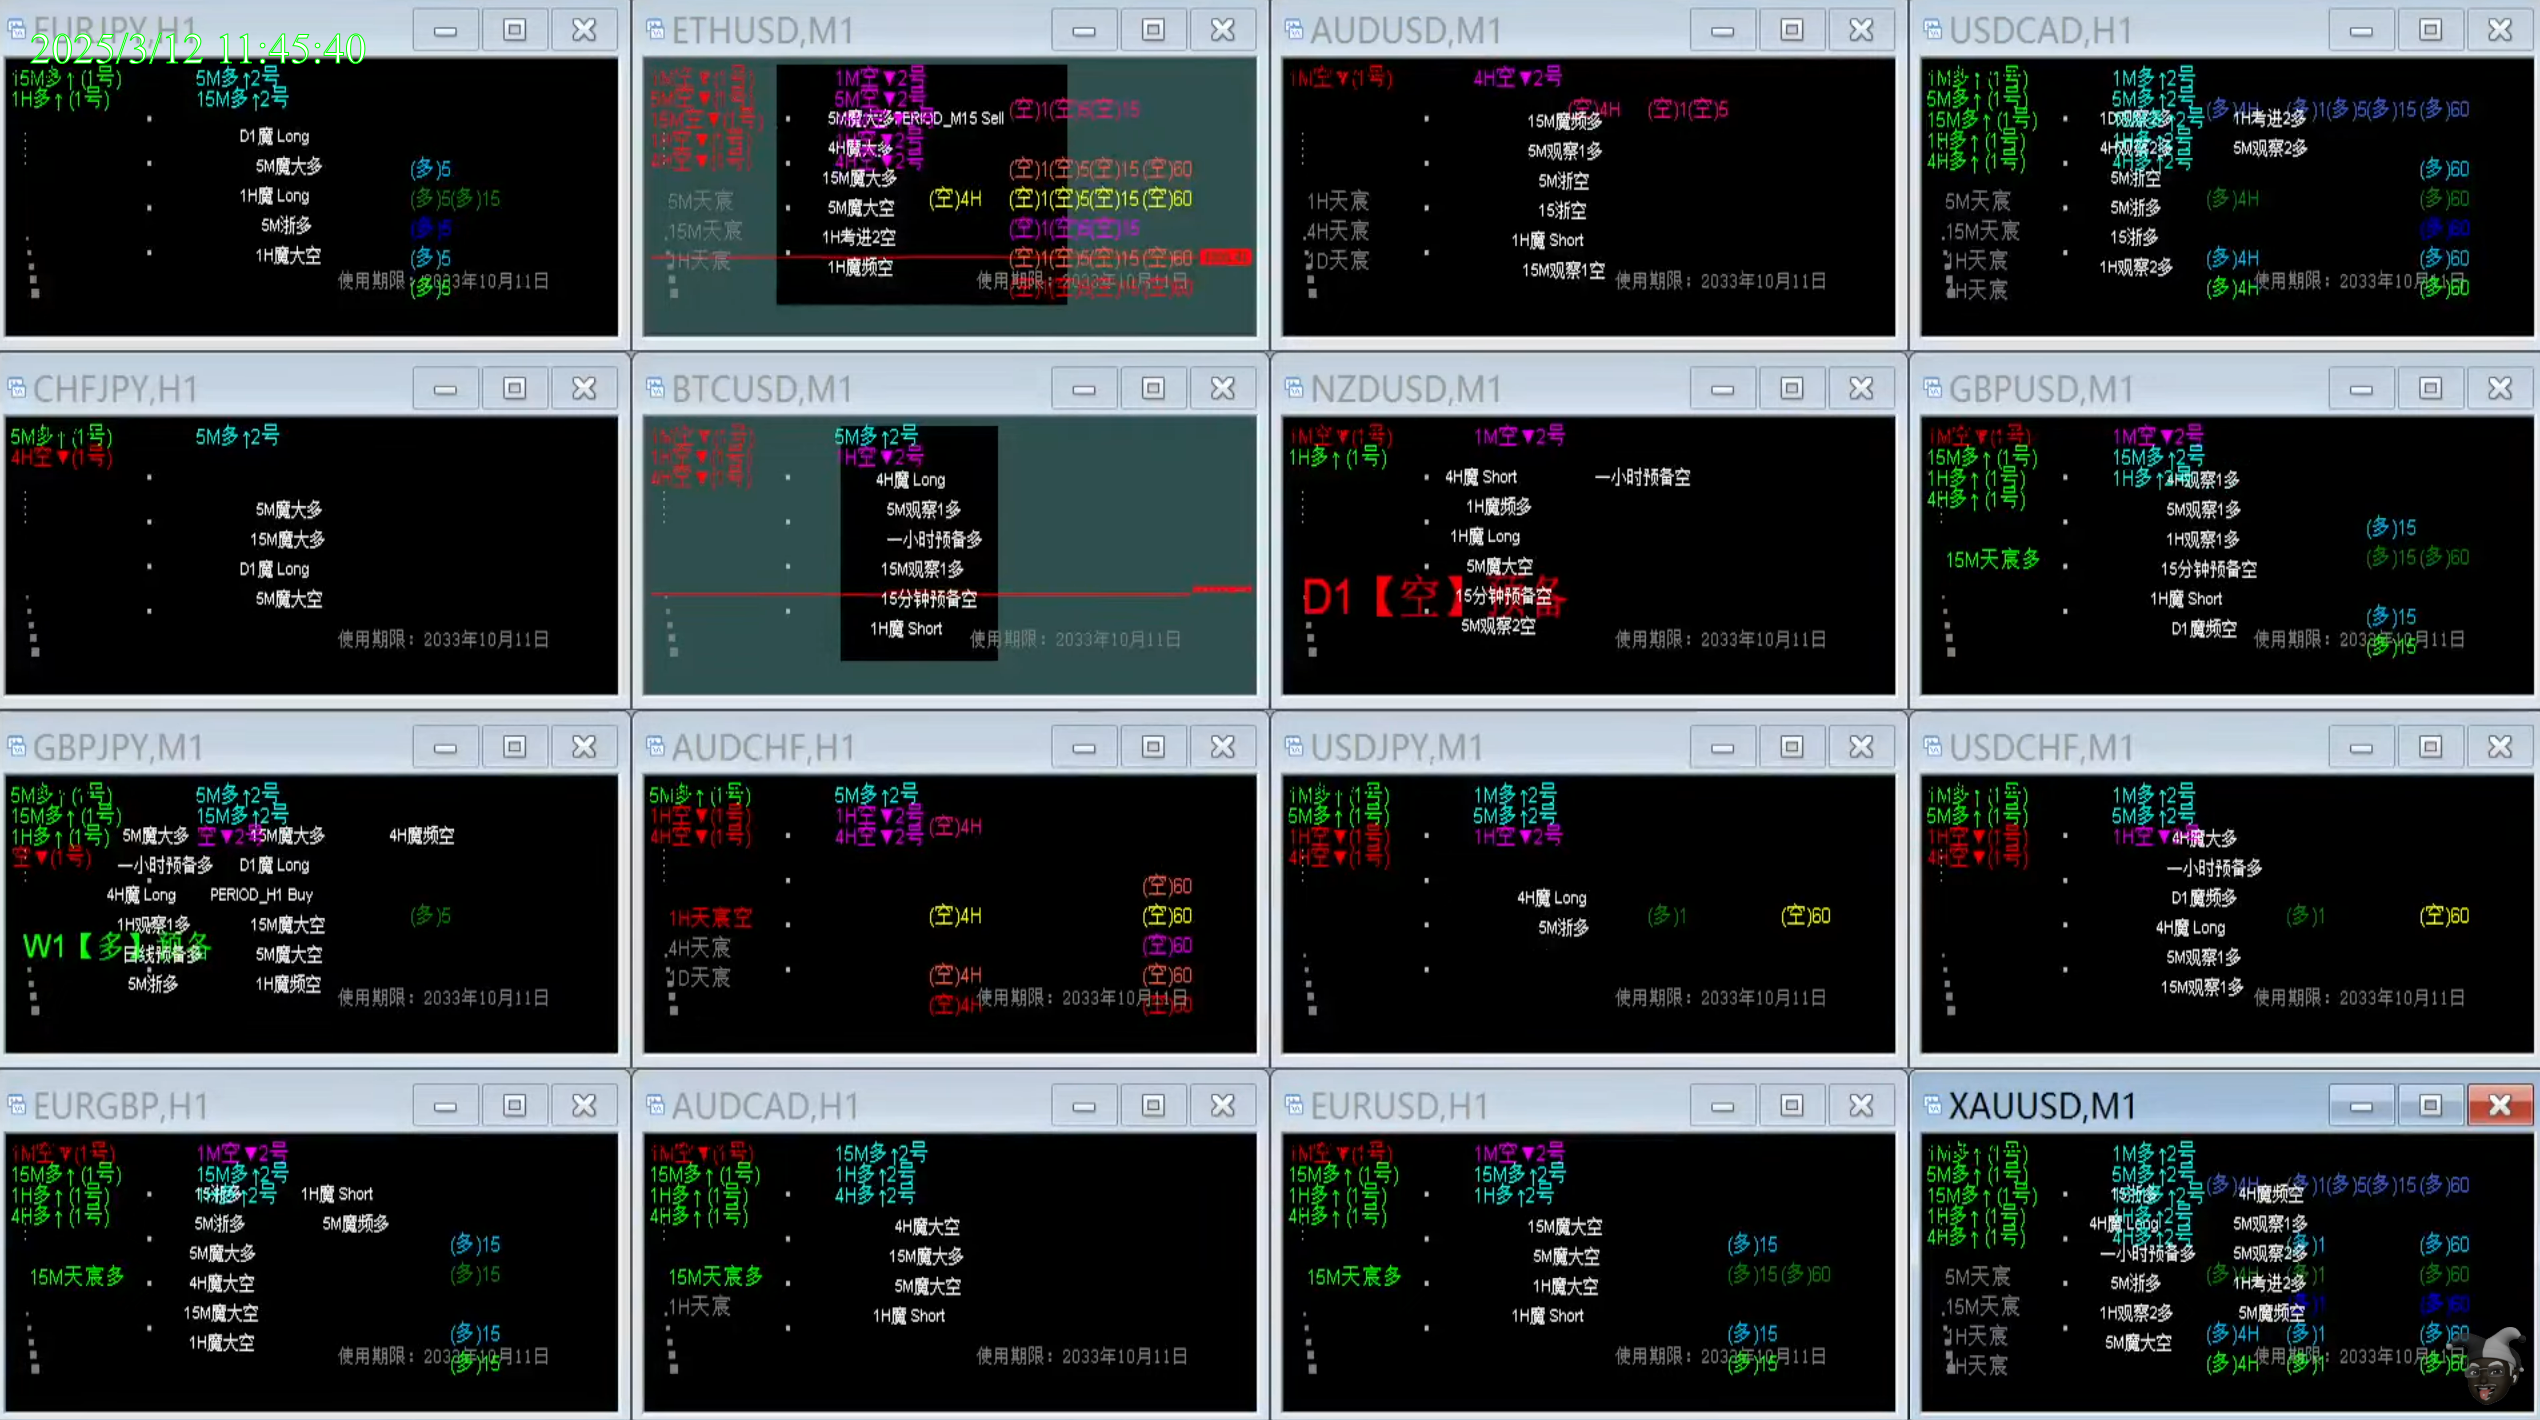 2025/3/12 11:45:40
EURJPY,H1
15M多↑(1号) 5M多↑2号
1H多↑(1号) 15M多↑2号
D1魔 Long
5M魔大多 (多)5
1H魔 Long (多)5(多)15
5M浙多 (多)5
1H魔大空 (多)5
使用期限：2033年10月11日
(多)5
ETHUSD,M1
1M空▼(1号) 1M空▼2号
5M空▼(1号) 5M空▼2号
15M空▼(1号)
5M魔大多 PERIOD_M15 Sell (空)1(空)5(空)15
4H魔大多
15M魔大多 (空)1(空)5(空)15(空)60
5M天宸 5M魔大空 (空)4H (空)1(空)5(空)15(空)60
15M天宸 1H考进2空 (空)1(空)5(空)15
1H天宸 1H魔频空 (空)1(空)5(空)15(空)60
使用期限：2033年10月11日
AUDUSD,M1
1M空▼(1号) 4H空▼2号
(空)4H (空)1(空)5
15M魔频多
5M观察1多
5M浙空
1H天宸 15浙空
4H天宸 1H魔 Short
1D天宸 15M观察1空
使用期限：2033年10月11日
USDCAD,H1
1M多↑(1号) 1M多↑2号
5M多↑(1号) 5M多↑2号
15M多↑(1号) (多)4H (多)1(多)5(多)15(多)60
1H多↑(1号) 1H考进2多
4H多↑(1号) 4H观察2多 5M观察2多
5M浙空 (多)60
5M天宸 5M浙多 (多)4H (多)60
15M天宸 15浙多 (多)60
1H天宸 1H观察2多 (多)4H (多)60
4H天宸 (多)4H (多)60
使用期限：2033年10月11日
CHFJPY,H1
5M多↑(1号) 5M多↑2号
4H空▼(1号)
5M魔大多
15M魔大多
D1魔 Long
5M魔大空
使用期限：2033年10月11日
BTCUSD,M1
1M空▼(1号) 5M多↑2号
1H空▼(1号) 1H空▼2号
4H空▼(1号) 4H魔 Long
5M观察1多
一小时预备多
15M观察1多
15分钟预备空
1H魔 Short
使用期限：2033年10月11日
NZDUSD,M1
1M空▼(1号) 1M空▼2号
1H多↑(1号)
4H魔 Short 一小时预备空
1H魔频多
1H魔 Long
5M魔大空
D1【空】预备
15分钟预备空
5M观察2空
使用期限：2033年10月11日
GBPUSD,M1
1M空▼(1号) 1M空▼2号
15M多↑(1号) 15M多↑2号
1H多↑(1号) 1H多↑2号
4H多↑(1号) 4H观察1多
5M观察1多
1H观察1多 (多)15
15M天宸多 15分钟预备空 (多)15(多)60
1H魔 Short
D1魔频空 (多)15
使用期限：2033年10月11日
(多)15
GBPJPY,M1
5M多↑(1号) 5M多↑2号
15M多↑(1号) 15M多↑2号
1H多↑(1号) 5M魔大多 空▼2号 15M魔大多 4H魔频空
空▼(1号) 一小时预备多 D1魔 Long
4H魔 Long PERIOD_H1 Buy
1H观察1多 15M魔大空 (多)5
W1【多】预备
日线预备多 5M魔大空
5M浙多 1H魔频空
使用期限：2033年10月11日
AUDCHF,H1
5M多↑(1号) 5M多↑2号
1H空▼(1号) 1H空▼2号
4H空▼(1号) 4H空▼2号 (空)4H
(空)60
1H天宸空 (空)4H (空)60
4H天宸 (空)60
1D天宸 (空)4H (空)60
(空)4H (空)60
使用期限：2033年10月11日
USDJPY,M1
1M多↑(1号) 1M多↑2号
5M多↑(1号) 5M多↑2号
1H空▼(1号) 1H空▼2号
4H空▼(1号)
4H魔 Long
5M浙多 (多)1 (空)60
使用期限：2033年10月11日
USDCHF,M1
1M多↑(1号) 1M多↑2号
5M多↑(1号) 5M多↑2号
1H空▼(1号) 1H空▼2号 4H魔大多
4H空▼(1号) 一小时预备多
D1魔频多
4H魔 Long (多)1 (空)60
5M观察1多
15M观察1多
使用期限：2033年10月11日
EURGBP,H1
1M空▼(1号) 1M空▼2号
15M多↑(1号) 15M多↑2号
1H多↑(1号) 15浙多 1H魔 Short
4H多↑(1号) 5M浙多 5M魔频多
5M魔大多 (多)15
15M天宸多 4H魔大空 (多)15
15M魔大空
1H魔大空 (多)15
使用期限：2033年10月11日
(多)15
AUDCAD,H1
1M空▼(1号) 15M多↑2号
15M多↑(1号) 1H多↑2号
1H多↑(1号) 4H多↑2号
4H多↑(1号)
4H魔大空
15M魔大多
15M天宸多 5M魔大空
1H天宸 1H魔 Short
使用期限：2033年10月11日
EURUSD,H1
1M空▼(1号) 1M空▼2号
15M多↑(1号) 15M多↑2号
1H多↑(1号) 1H多↑2号
4H多↑(1号)
15M魔大空
5M魔大空 (多)15
15M天宸多 1H魔大空 (多)15(多)60
1H魔 Short
(多)15
使用期限：2033年10月11日
(多)15
XAUUSD,M1
1M多↑(1号) 1M多↑2号
5M多↑(1号) 5M多↑2号
15M多↑(1号) (多)4H (多)1(多)5(多)15(多)60
1H多↑(1号) 15浙多 4H魔频空
4H多↑(1号) 4H魔 Long 5M观察1多
一小时预备多 5M观察2多 (多)1 (多)60
5M天宸 5M浙多 (多)4H 1H考进2多 (多)1 (多)60
15M天宸 1H观察2多 5M魔频空 (多)1 (多)60
1H天宸 5M魔大空 (多)4H (多)1 (多)60
4H天宸 (多)4H (多)1 (多)60
使用期限：2033年10月11日